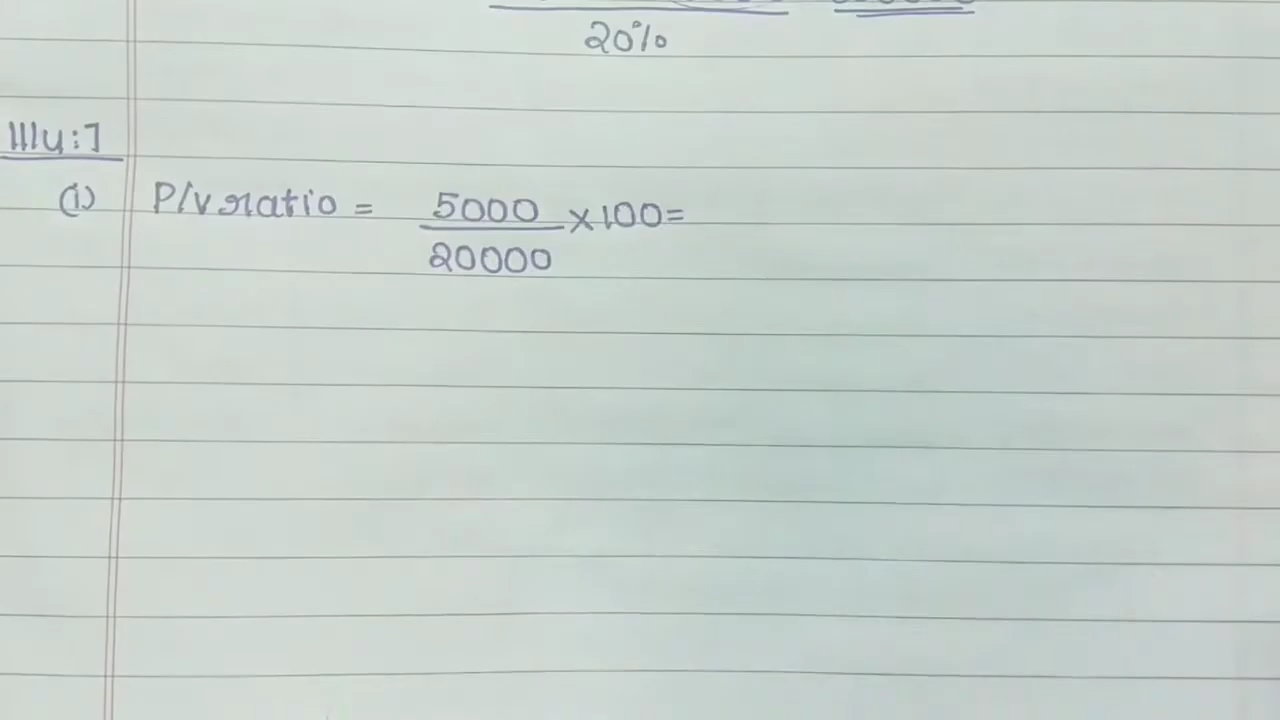 20%
Illu:7
(i) P/v ratio = 5000 ×100=
20000